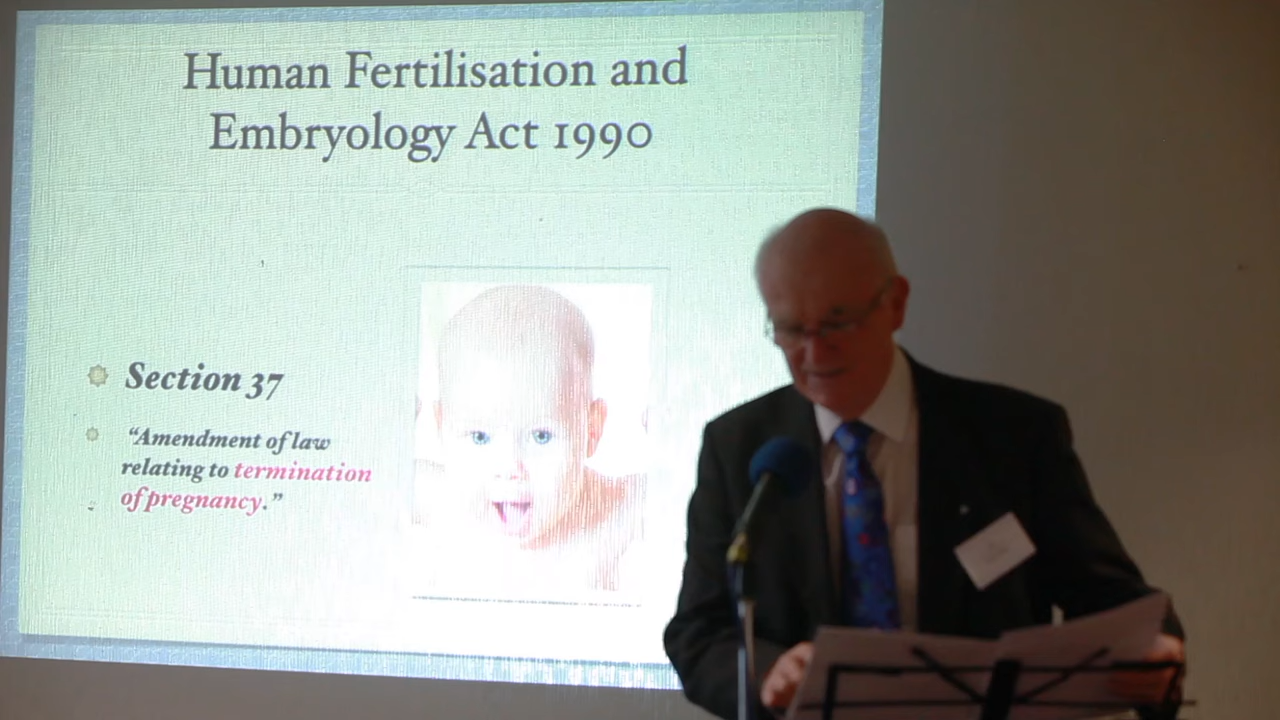 Human Fertilisation and
Embryology Act 1990
Section 37
“Amendment of law
relating to termination
of pregnancy.”